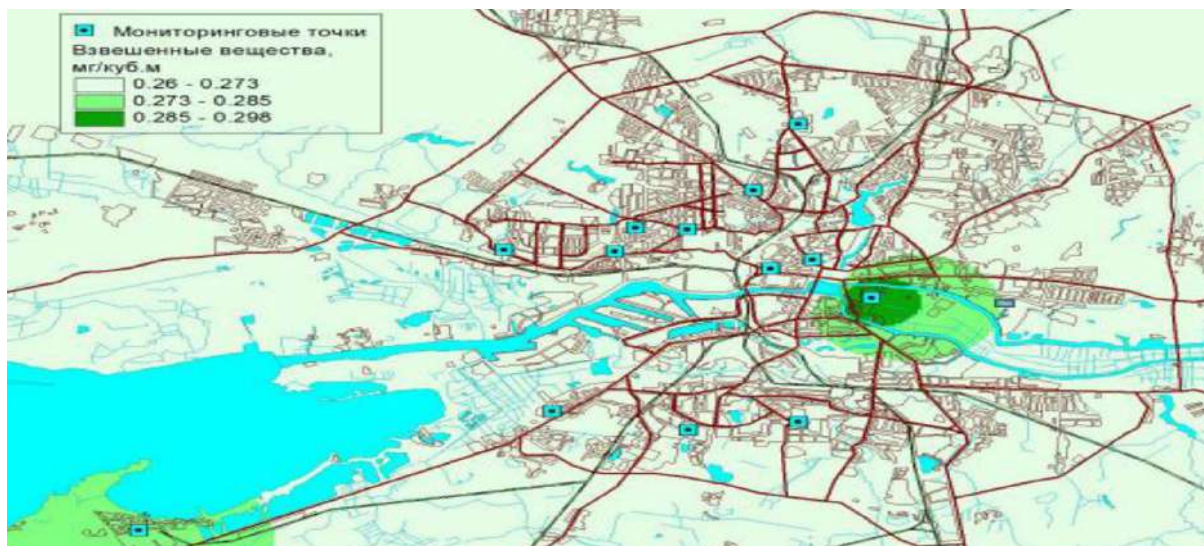 Мониторинговые точки
Взвешенные вещества,
мг/куб.м
0.26 - 0.273
0.273 - 0.285
0.285 - 0.298